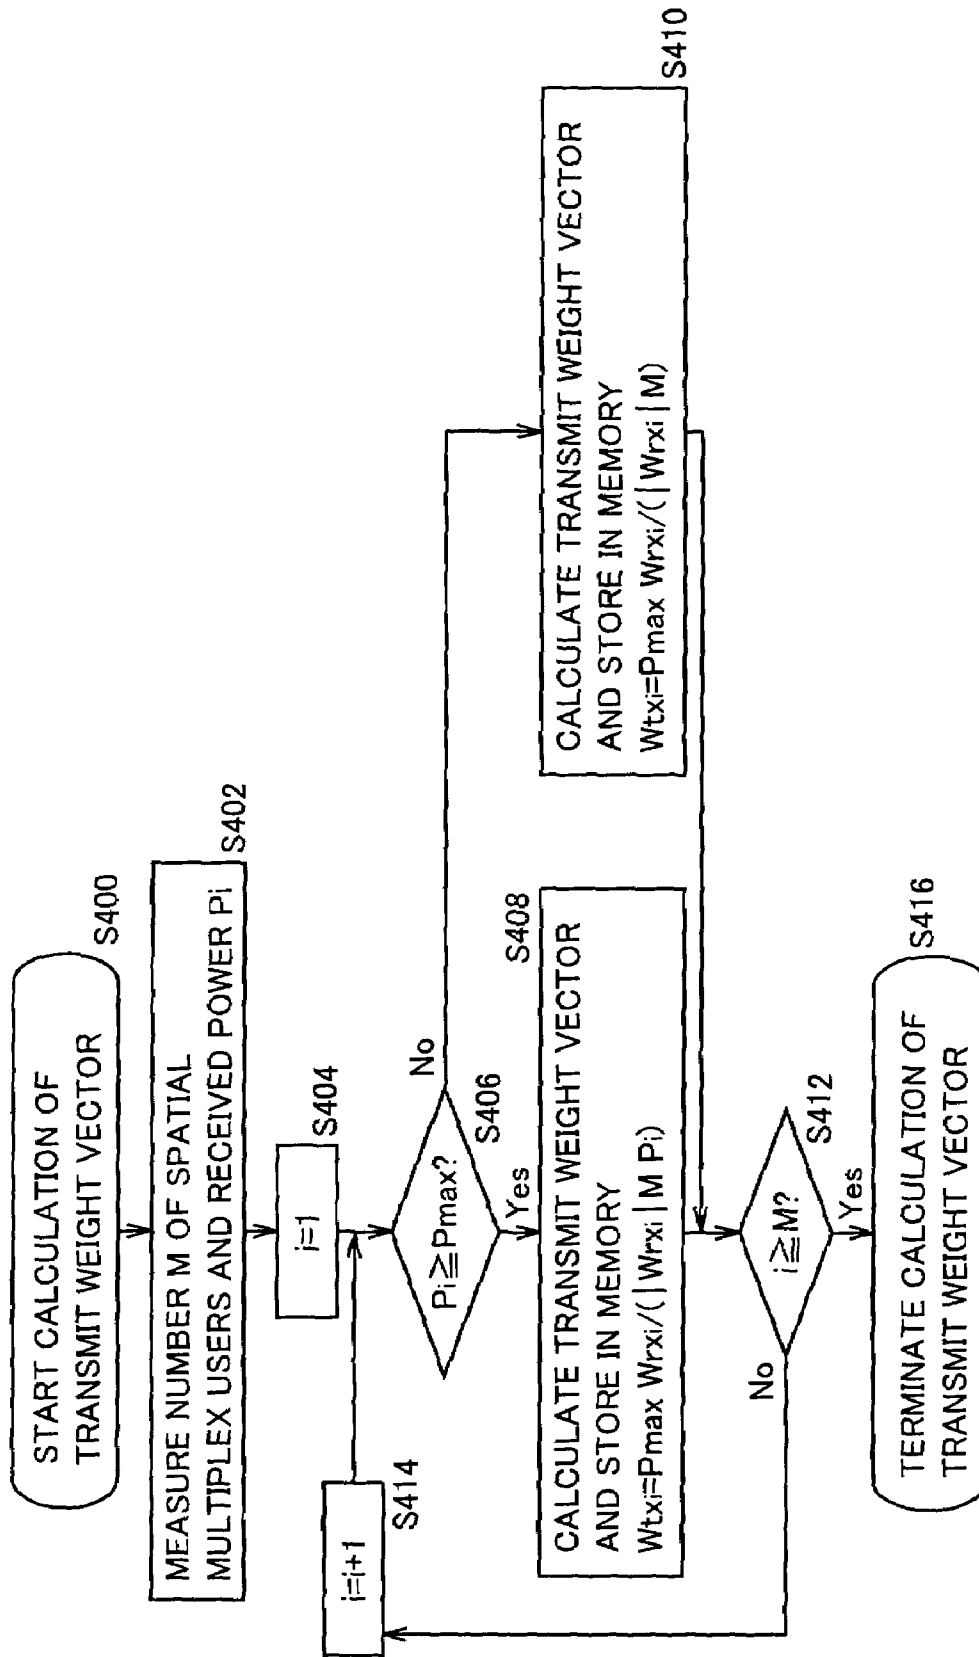 START CALCULATION OF
TRANSMIT WEIGHT VECTOR
S400
MEASURE NUMBER M OF SPATIAL
MULTIPLEX USERS AND RECEIVED POWER Pi
S402
i=1
S404
Pi≧Pmax?
S406
No
Yes
CALCULATE TRANSMIT WEIGHT VECTOR
AND STORE IN MEMORY
Wtxi=Pmax Wrxi/(|Wrxi|M Pi)
S408
CALCULATE TRANSMIT WEIGHT VECTOR
AND STORE IN MEMORY
Wtxi=Pmax Wrxi/(|Wrxi|M)
S410
i≧M?
S412
No
Yes
i=i+1
S414
TERMINATE CALCULATION OF
TRANSMIT WEIGHT VECTOR
S416